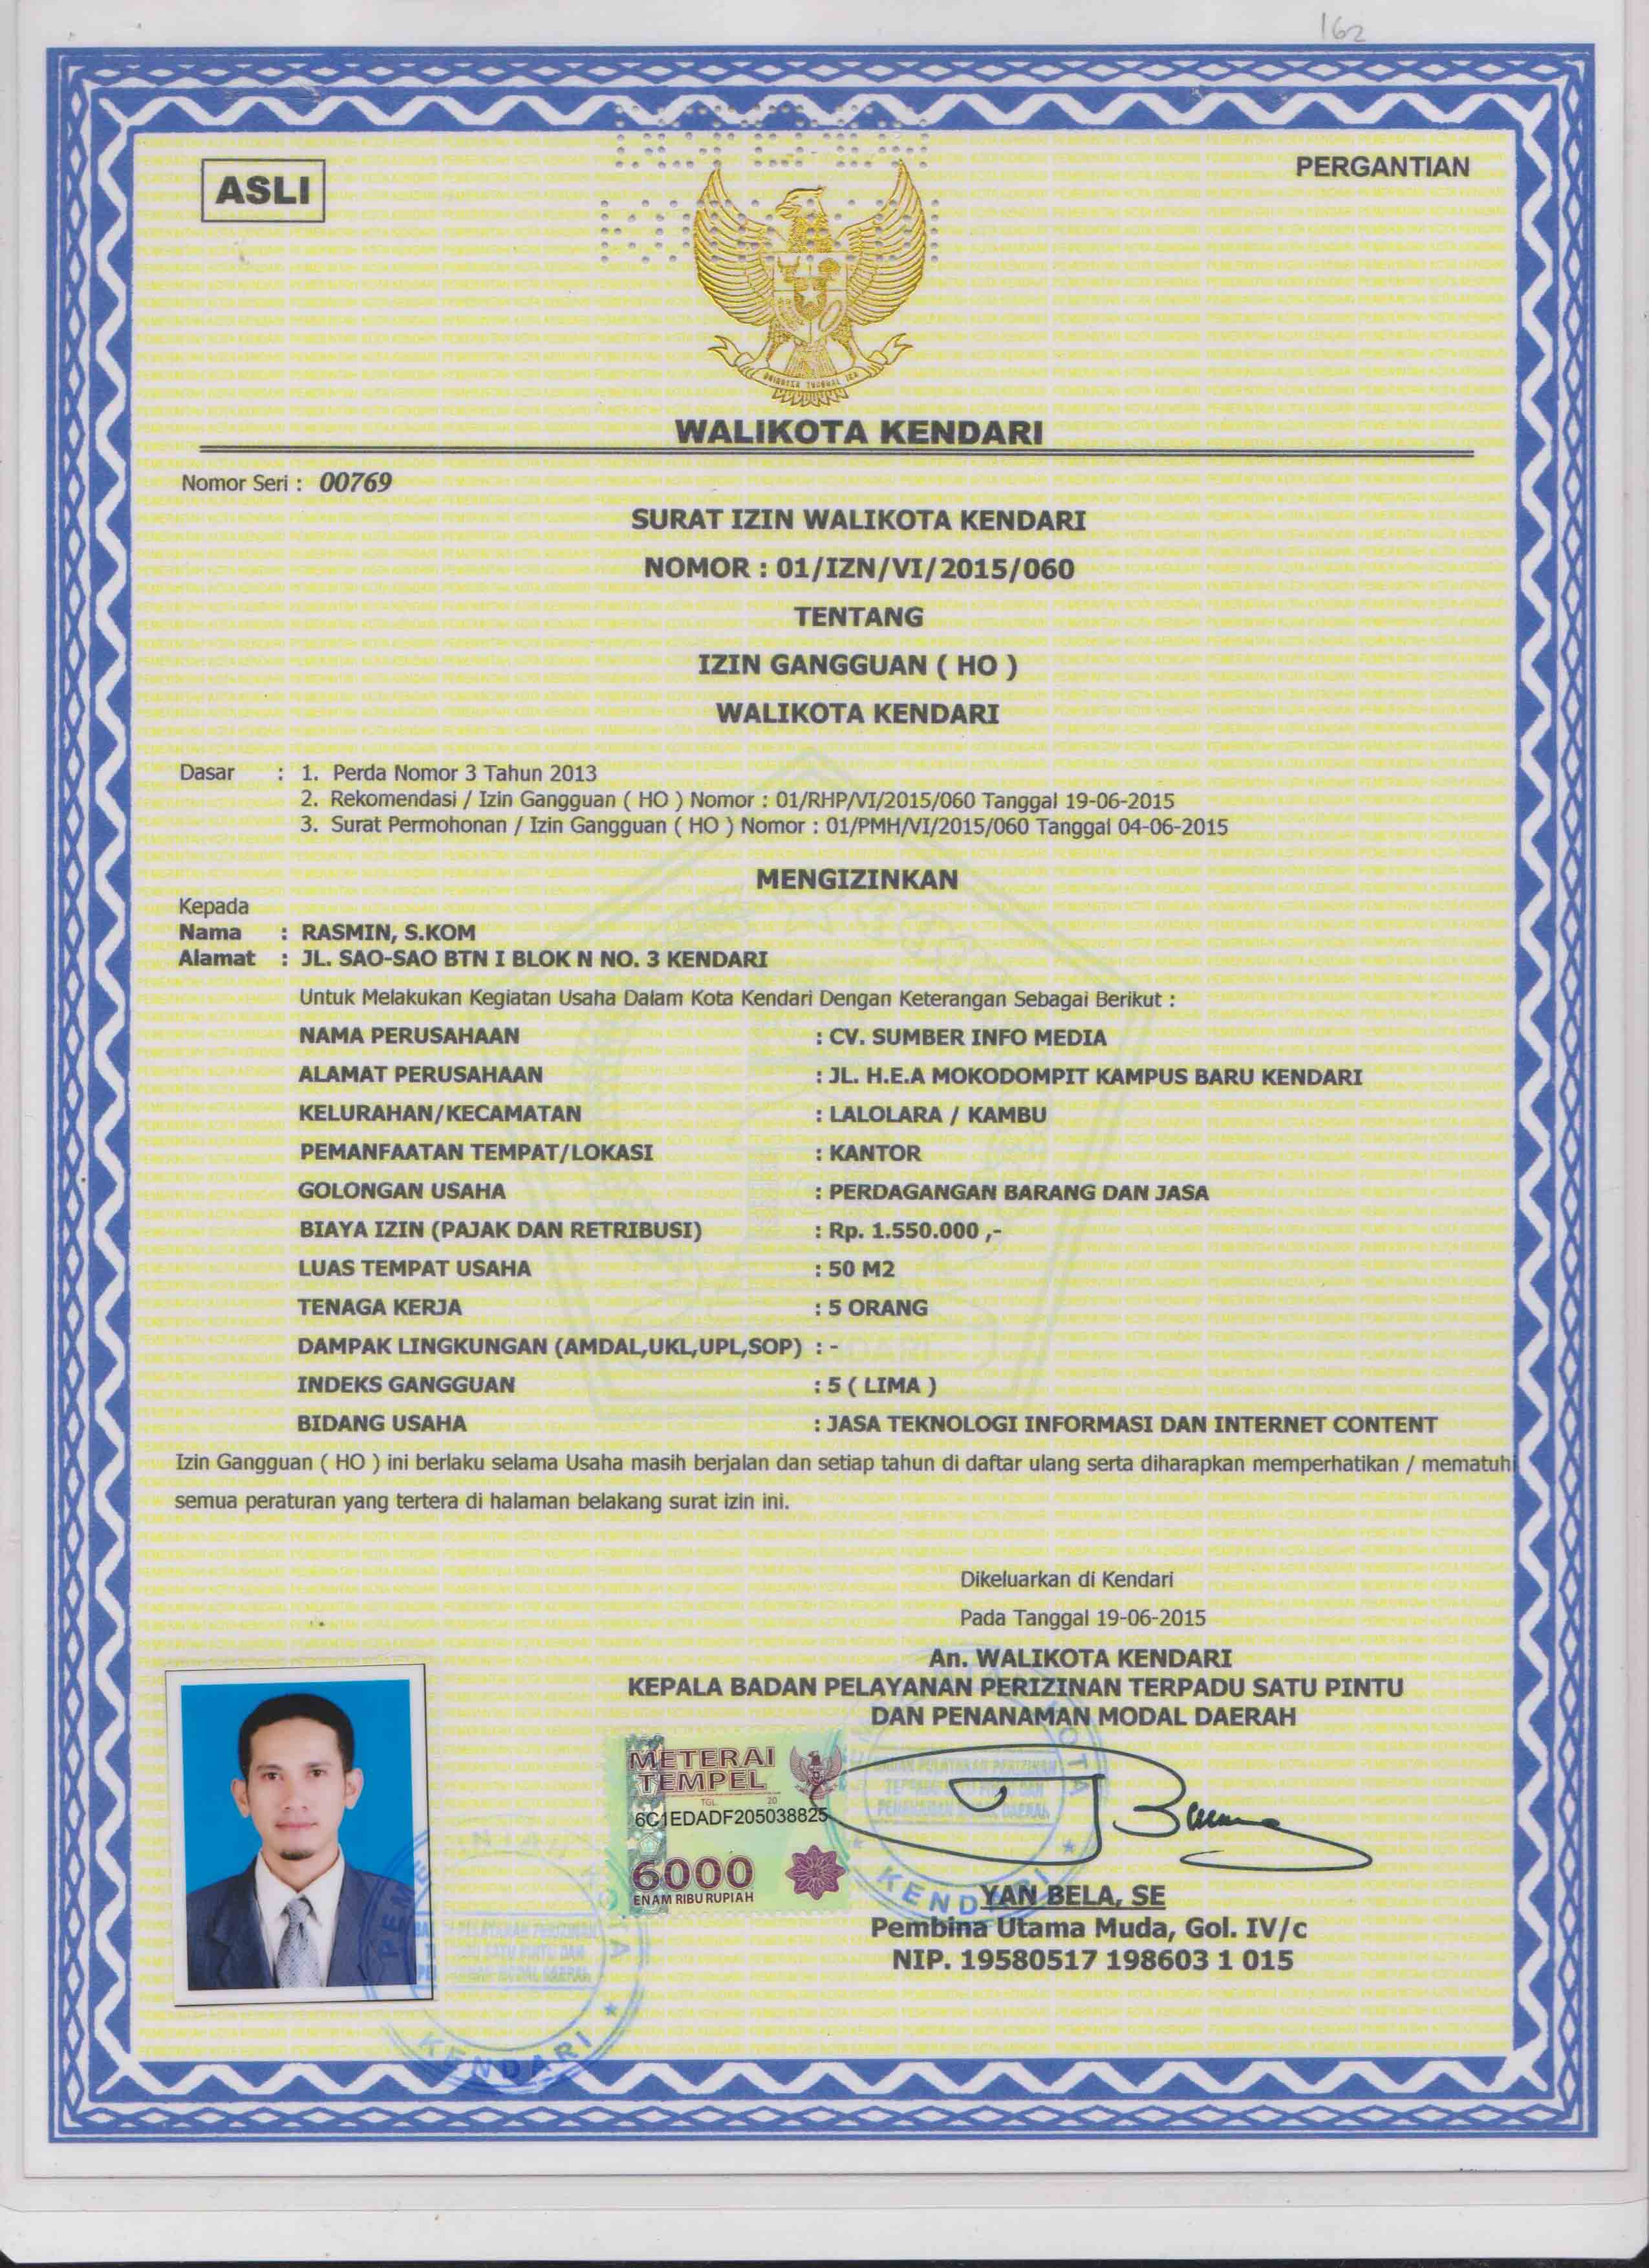 162
ASLI
PERGANTIAN
BHINNEKA TUNGGAL IKA
WALIKOTA KENDARI
Nomor Seri : 00769
SURAT IZIN WALIKOTA KENDARI
NOMOR : 01/IZN/VI/2015/060
TENTANG
IZIN GANGGUAN ( HO )
WALIKOTA KENDARI
Dasar : 1. Perda Nomor 3 Tahun 2013
2. Rekomendasi / Izin Gangguan ( HO ) Nomor : 01/RHP/VI/2015/060 Tanggal 19-06-2015
3. Surat Permohonan / Izin Gangguan ( HO ) Nomor : 01/PMH/VI/2015/060 Tanggal 04-06-2015
MENGIZINKAN
Kepada
Nama : RASMIN, S.KOM
Alamat : JL. SAO-SAO BTN I BLOK N NO. 3 KENDARI
Untuk Melakukan Kegiatan Usaha Dalam Kota Kendari Dengan Keterangan Sebagai Berikut :
NAMA PERUSAHAAN : CV. SUMBER INFO MEDIA
ALAMAT PERUSAHAAN : JL. H.E.A MOKODOMPIT KAMPUS BARU KENDARI
KELURAHAN/KECAMATAN : LALOLARA / KAMBU
PEMANFAATAN TEMPAT/LOKASI : KANTOR
GOLONGAN USAHA : PERDAGANGAN BARANG DAN JASA
BIAYA IZIN (PAJAK DAN RETRIBUSI) : Rp. 1.550.000 ,-
LUAS TEMPAT USAHA : 50 M2
TENAGA KERJA : 5 ORANG
DAMPAK LINGKUNGAN (AMDAL,UKL,UPL,SOP) : -
INDEKS GANGGUAN : 5 ( LIMA )
BIDANG USAHA : JASA TEKNOLOGI INFORMASI DAN INTERNET CONTENT
Izin Gangguan ( HO ) ini berlaku selama Usaha masih berjalan dan setiap tahun di daftar ulang serta diharapkan memperhatikan / mematuhi
semua peraturan yang tertera di halaman belakang surat izin ini.
Dikeluarkan di Kendari
Pada Tanggal 19-06-2015
An. WALIKOTA KENDARI
KEPALA BADAN PELAYANAN PERIZINAN TERPADU SATU PINTU
DAN PENANAMAN MODAL DAERAH
METERAI
TEMPEL
TGL. 20
6C1EDADF205038825
6000
ENAM RIBU RUPIAH
YAN BELA, SE
Pembina Utama Muda, Gol. IV/c
NIP. 19580517 198603 1 015
KENDARI
KENDARI